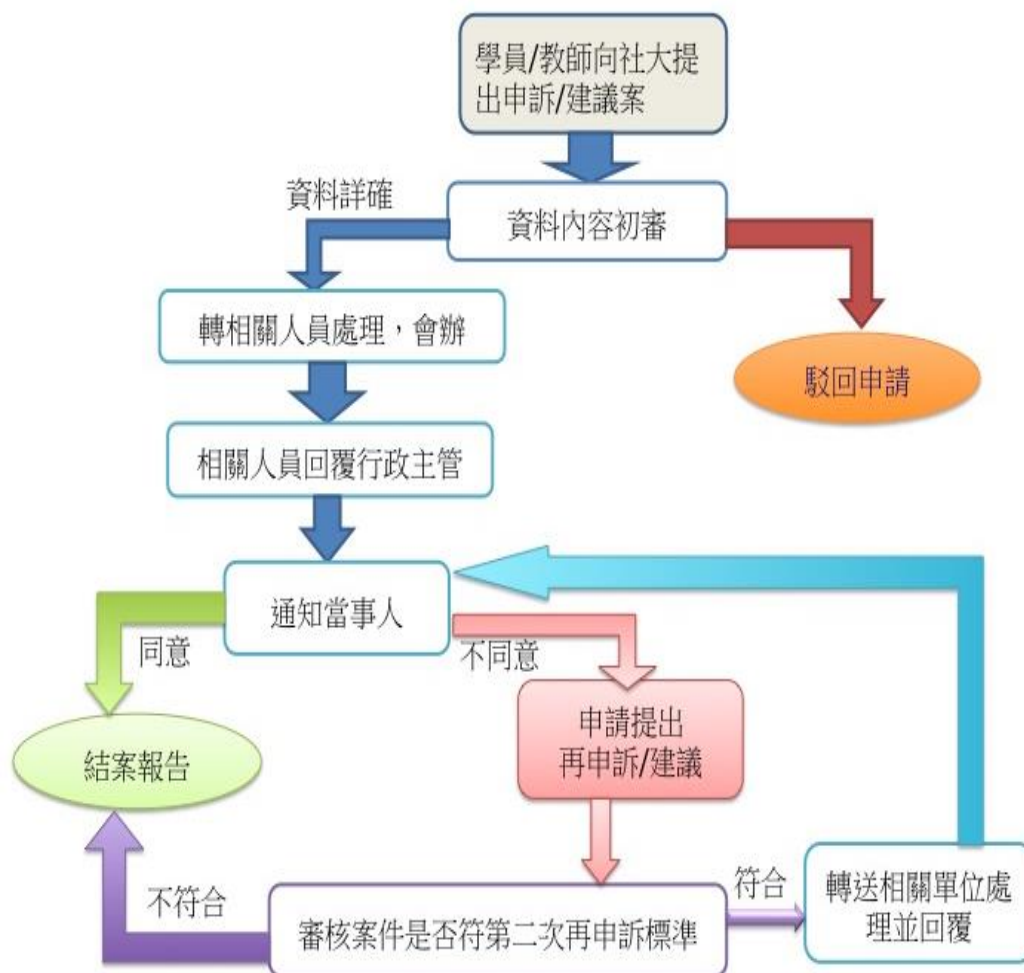 學員/教師向社大提
出申訴/建議案
資料詳確
資料內容初審
轉相關人員處理，會辦
駁回申請
相關人員回覆行政主管
通知當事人
同意
不同意
申請提出
再申訴/建議
結案報告
不符合
符合
轉送相關單位處
理並回覆
審核案件是否符第二次再申訴標準